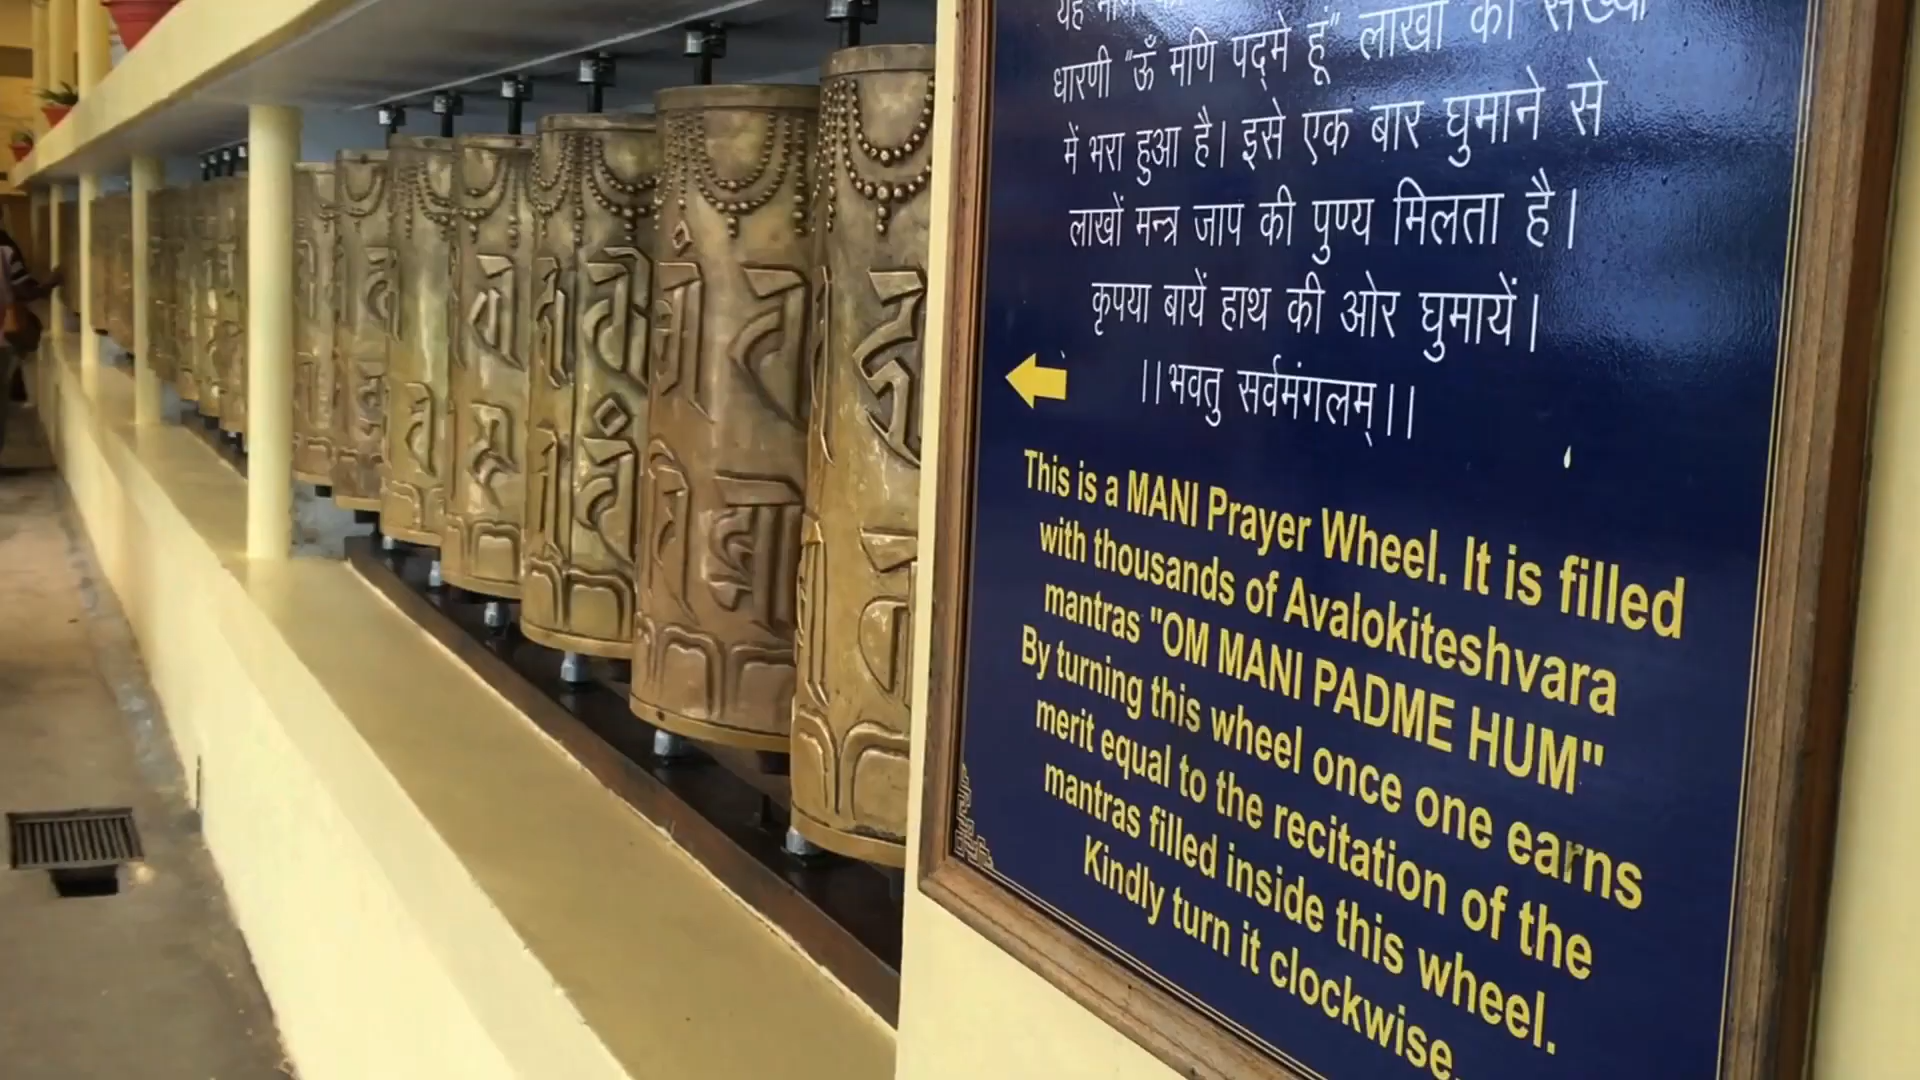 धारणी "ऊँ मणि पद्मे हूं" लाखों की संख्या
में भरा हुआ है। इसे एक बार घुमाने से
लाखों मन्त्र जाप की पुण्य मिलता है।
कृपया बायें हाथ की ओर घुमायें।
।।भवतु सर्वमंगलम्।।
This is a MANI Prayer Wheel. It is filled
with thousands of Avalokiteshvara
mantras "OM MANI PADME HUM"
By turning this wheel once one earns
merit equal to the recitation of the
mantras filled inside this wheel.
Kindly turn it clockwise.